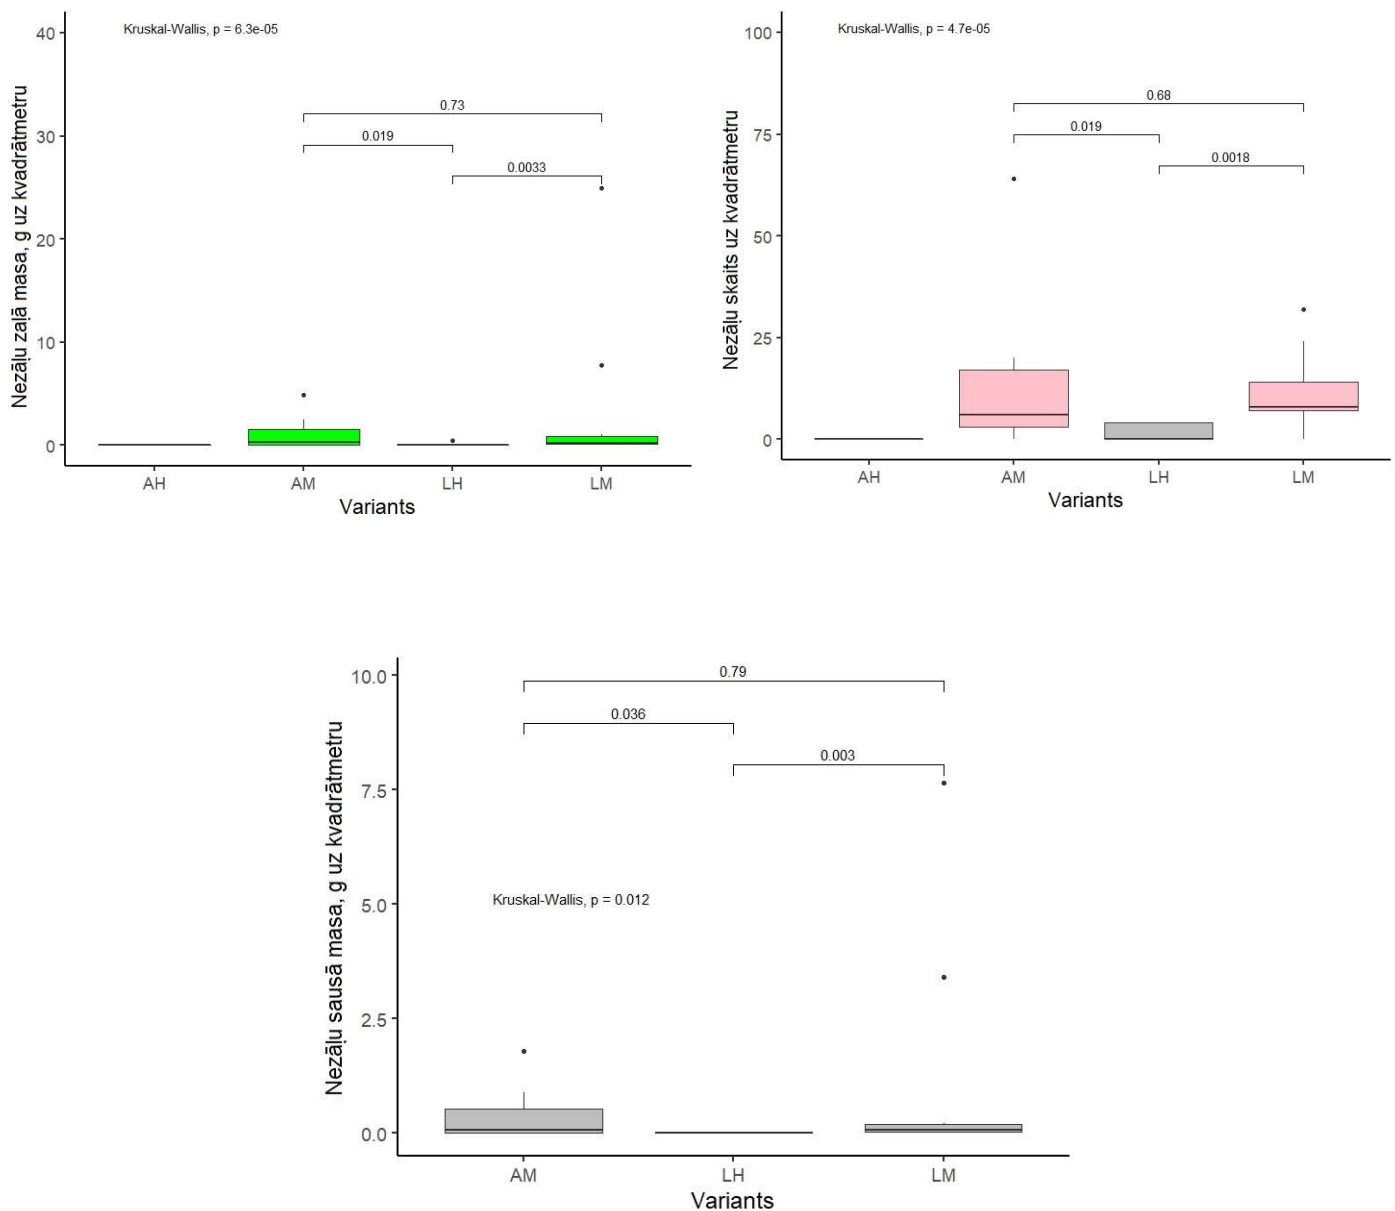 Kruskal-Wallis, p = 6.3e-05
40
30
20
10
0
Nezāļu zaļā masa, g uz kvadrātmetru
0.73
0.019
0.0033
AH AM LH LM
Variants
Kruskal-Wallis, p = 4.7e-05
100
75
50
25
0
Nezāļu skaits uz kvadrātmetru
0.68
0.019
0.0018
AH AM LH LM
Variants
10.0
7.5
5.0
2.5
0.0
Nezāļu sausā masa, g uz kvadrātmetru
0.79
0.036
0.003
Kruskal-Wallis, p = 0.012
AM LH LM
Variants